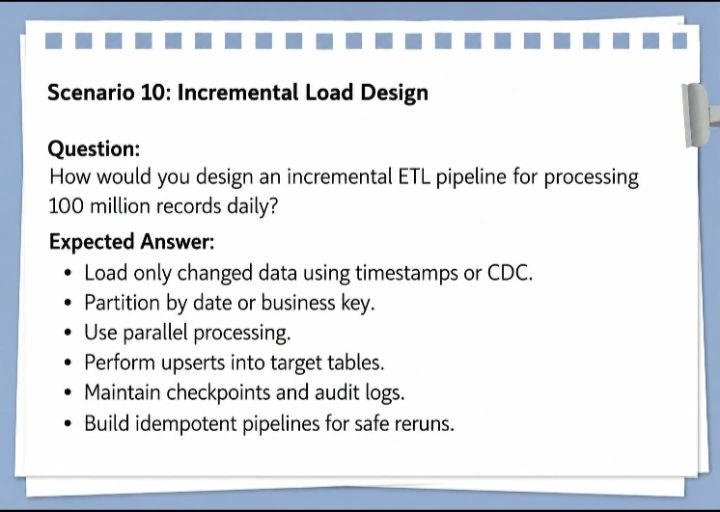 Scenario 10: Incremental Load Design
Question:
How would you design an incremental ETL pipeline for processing
100 million records daily?
Expected Answer:
• Load only changed data using timestamps or CDC.
• Partition by date or business key.
• Use parallel processing.
• Perform upserts into target tables.
• Maintain checkpoints and audit logs.
• Build idempotent pipelines for safe reruns.